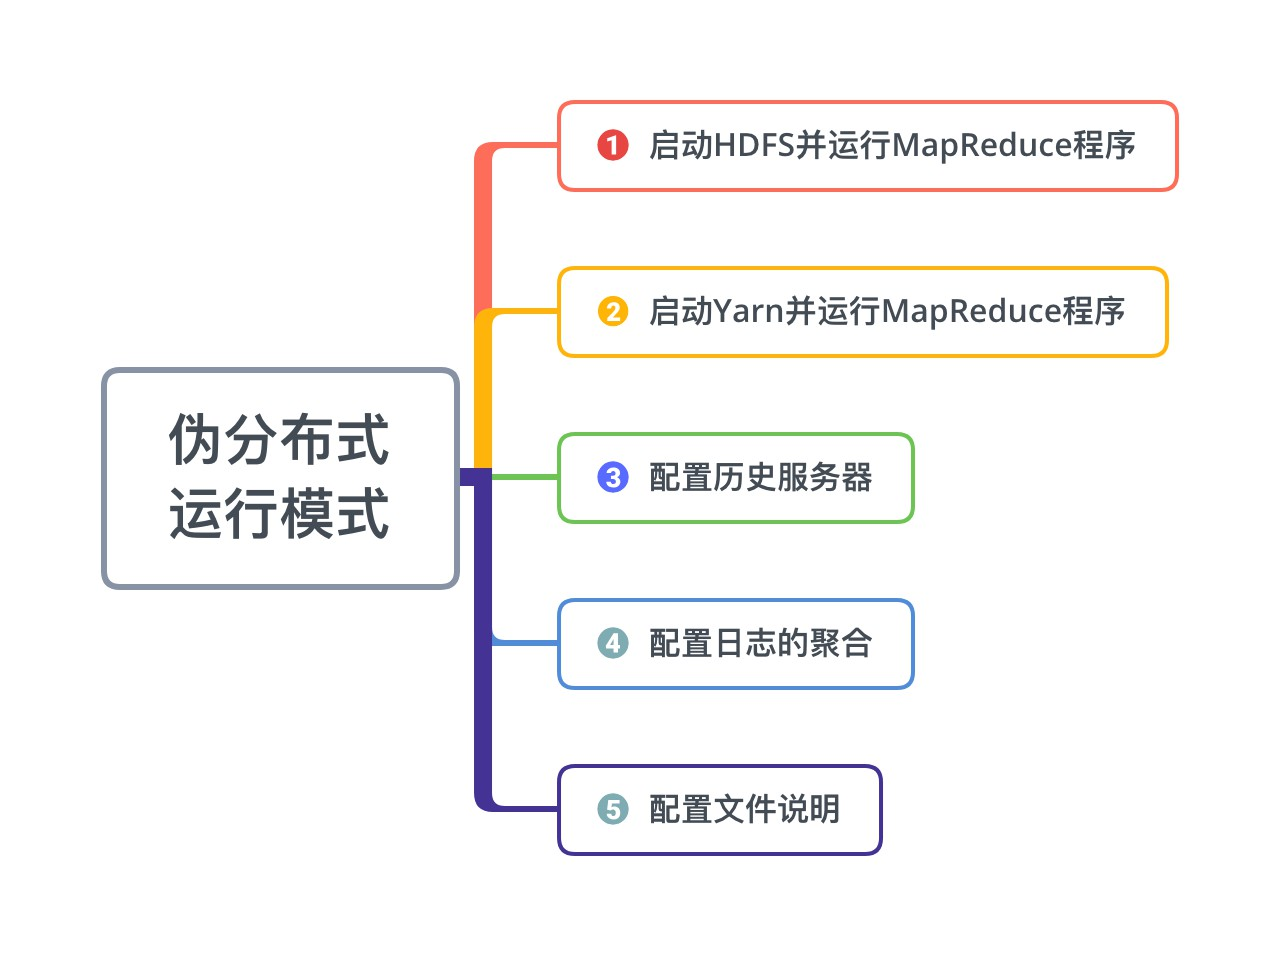 伪分布式
运行模式
1 启动HDFS并运行MapReduce程序
2 启动Yarn并运行MapReduce程序
3 配置历史服务器
4 配置日志的聚合
5 配置文件说明